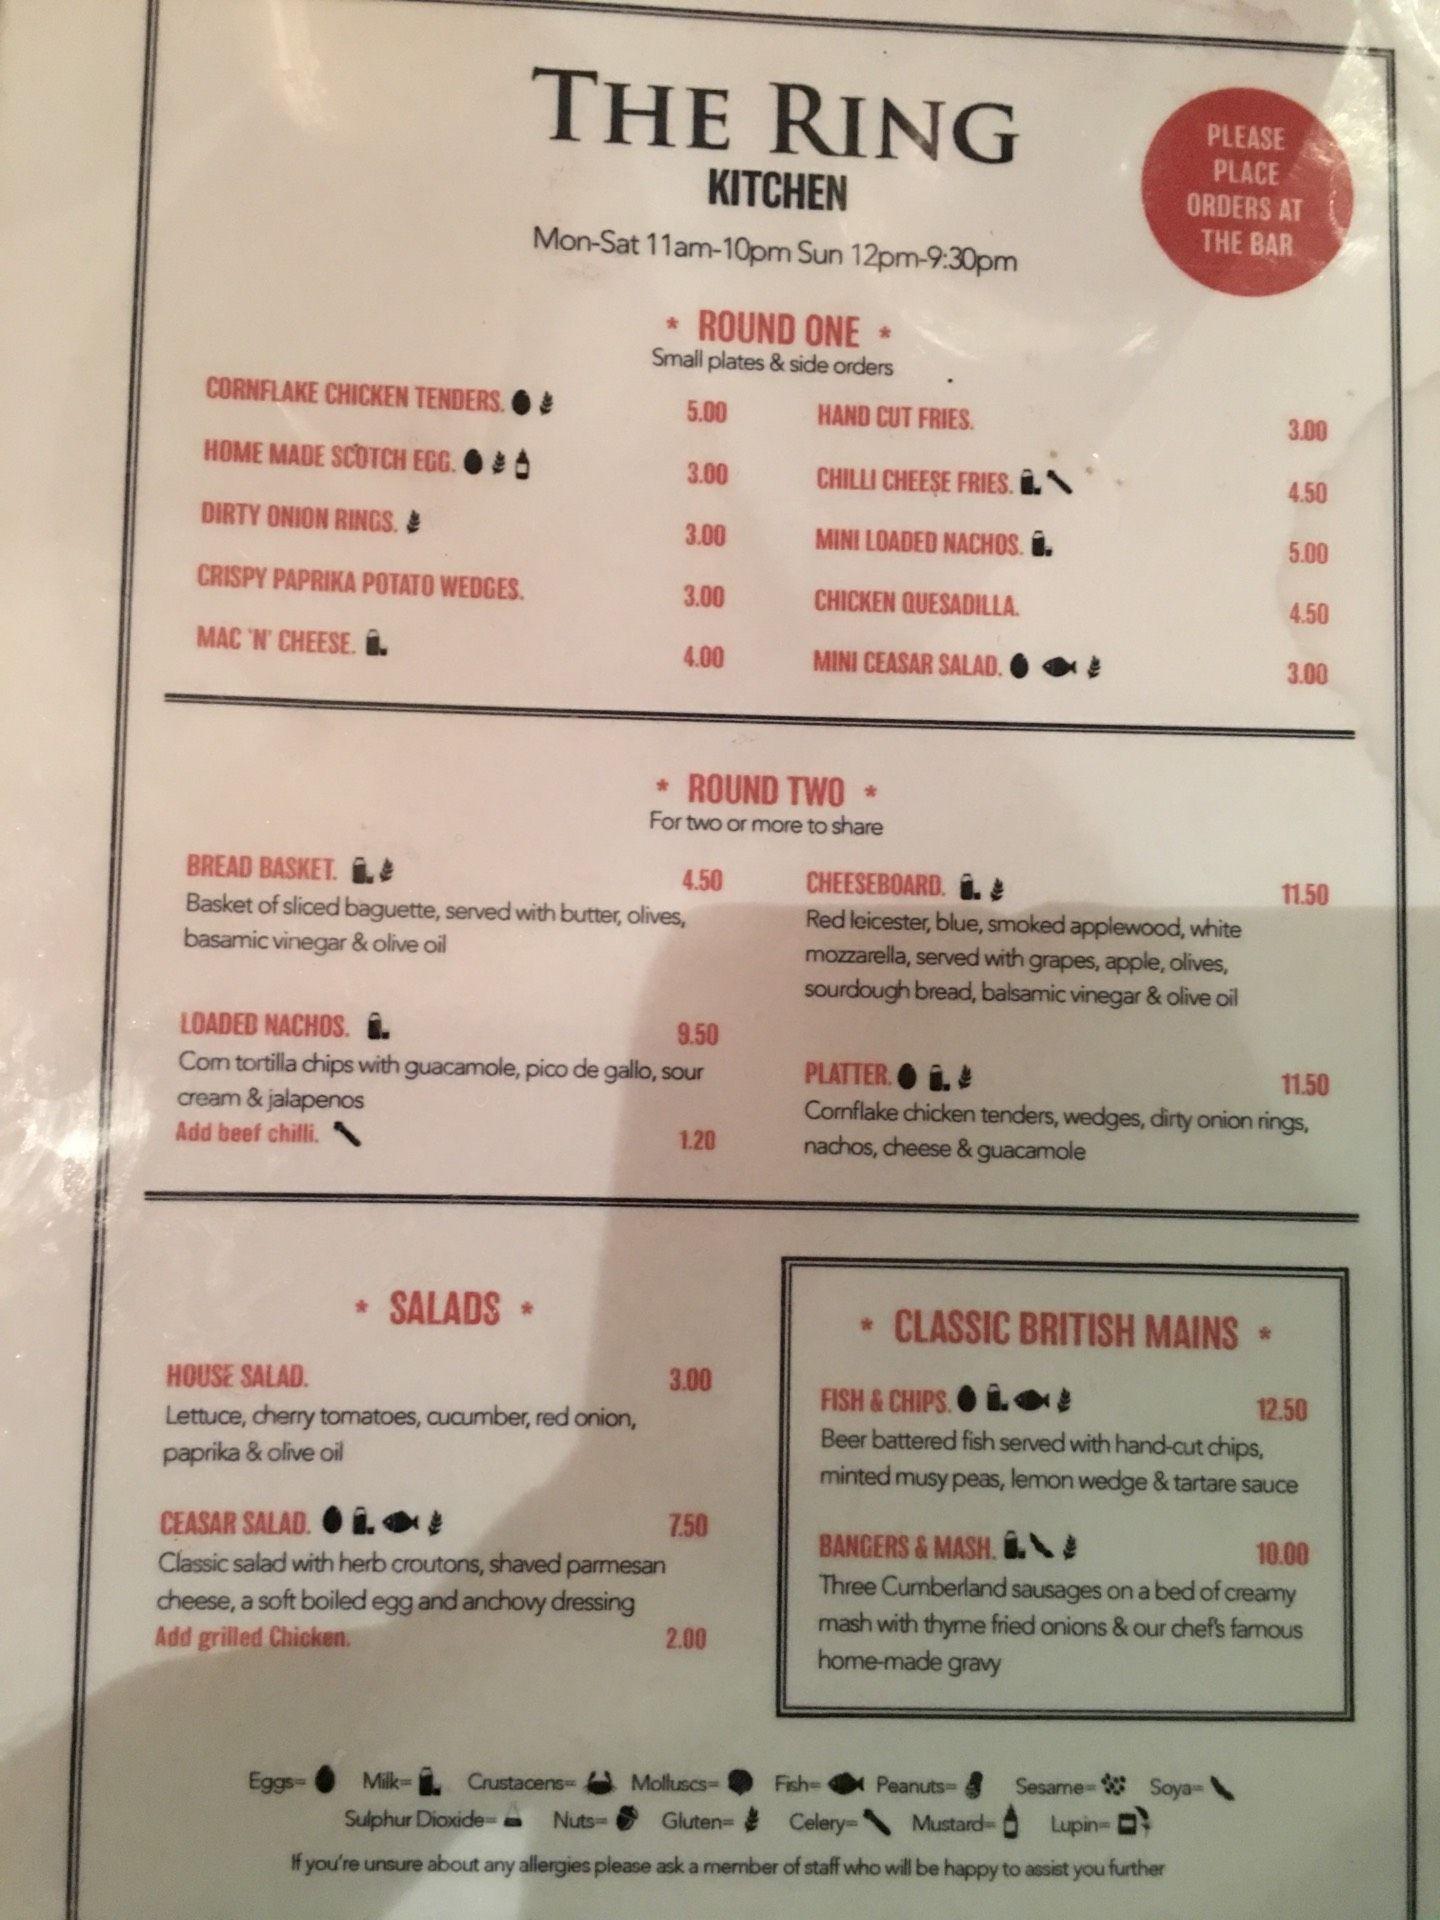 THE RING
KITCHEN
Mon-Sat 11am-10pm Sun 12pm-9:30pm
PLEASE
PLACE
ORDERS AT
THE BAR
* ROUND ONE *
Small plates & side orders
CORNFLAKE CHICKEN TENDERS. 5.00
HOME MADE SCOTCH EGG. 3.00
DIRTY ONION RINGS. 3.00
CRISPY PAPRIKA POTATO WEDGES. 3.00
MAC 'N' CHEESE. 4.00
HAND CUT FRIES. 3.00
CHILLI CHEESE FRIES. 4.50
MINI LOADED NACHOS. 5.00
CHICKEN QUESADILLA. 4.50
MINI CEASAR SALAD. 3.00
* ROUND TWO *
For two or more to share
BREAD BASKET. 4.50
Basket of sliced baguette, served with butter, olives,
basamic vinegar & olive oil
LOADED NACHOS. 9.50
Corn tortilla chips with guacamole, pico de gallo, sour
cream & jalapenos
Add beef chilli. 1.20
CHEESEBOARD. 11.50
Red leicester, blue, smoked applewood, white
mozzarella, served with grapes, apple, olives,
sourdough bread, balsamic vinegar & olive oil
PLATTER. 11.50
Cornflake chicken tenders, wedges, dirty onion rings,
nachos, cheese & guacamole
* SALADS *
HOUSE SALAD. 3.00
Lettuce, cherry tomatoes, cucumber, red onion,
paprika & olive oil
CEASAR SALAD. 7.50
Classic salad with herb croutons, shaved parmesan
cheese, a soft boiled egg and anchovy dressing
Add grilled Chicken. 2.00
* CLASSIC BRITISH MAINS *
FISH & CHIPS. 12.50
Beer battered fish served with hand-cut chips,
minted musy peas, lemon wedge & tartare sauce
BANGERS & MASH. 10.00
Three Cumberland sausages on a bed of creamy
mash with thyme fried onions & our chef's famous
home-made gravy
Eggs= Milk= Crustacens= Molluscs= Fish= Peanuts= Sesame= Soya=
Sulphur Dioxide= Nuts= Gluten= Celery= Mustard= Lupin=
If you're unsure about any allergies please ask a member of staff who will be happy to assist you further